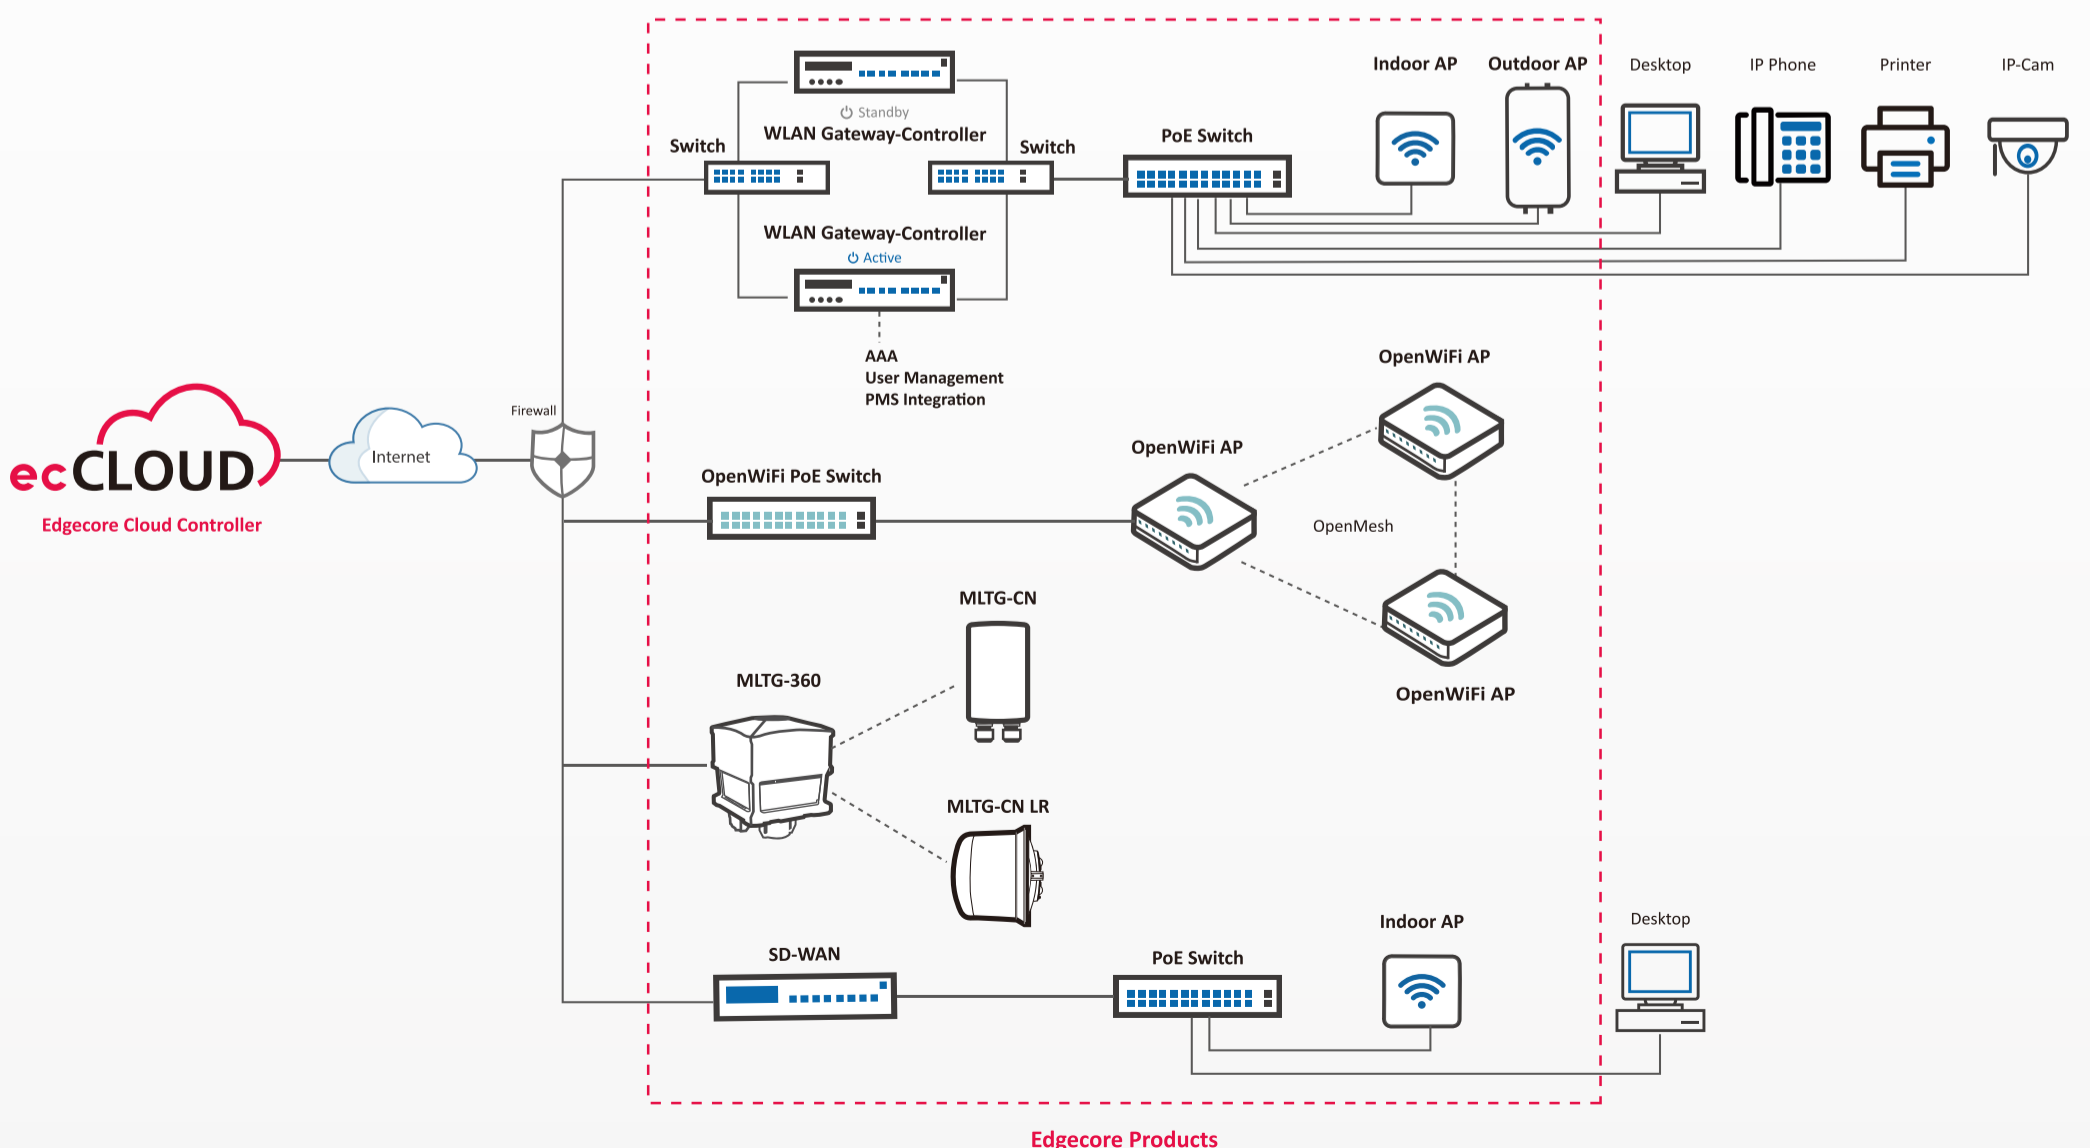 Indoor AP
Outdoor AP
Desktop
IP Phone
Printer
IP-Cam
Standby
WLAN Gateway-Controller
Switch
Switch
PoE Switch
WLAN Gateway-Controller
Active
AAA
User Management
PMS Integration
OpenWiFi AP
Firewall
ecCLOUD
Internet
Edgecore Cloud Controller
OpenWiFi PoE Switch
OpenWiFi AP
OpenMesh
MLTG-CN
MLTG-360
OpenWiFi AP
MLTG-CN LR
Indoor AP
Desktop
SD-WAN
PoE Switch
Edgecore Products